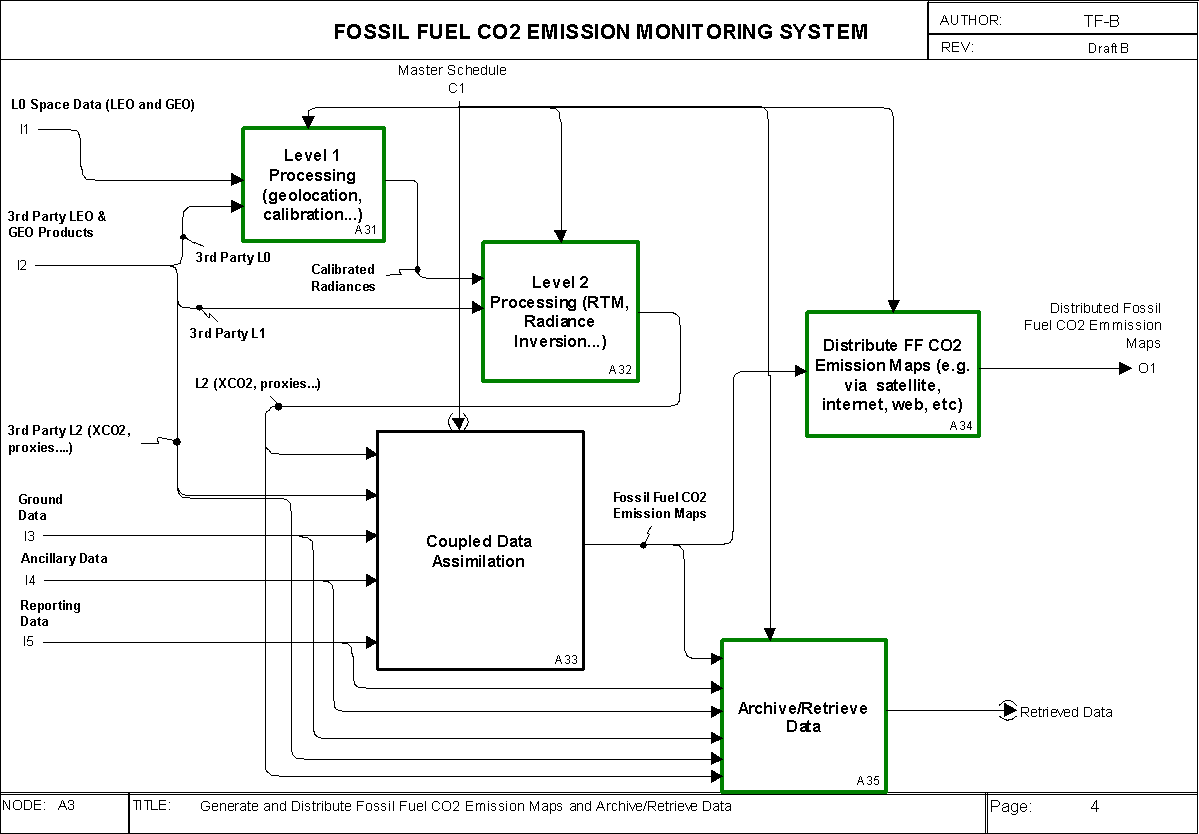 FOSSIL FUEL CO2 EMISSION MONITORING SYSTEM
AUTHOR: TF-B
REV: Draft B
Master Schedule
C1
L0 Space Data (LEO and GEO)
I1
Level 1
Processing
(geolocation,
calibration...)
A31
3rd Party LEO &
GEO Products
I2
3rd Party L0
Calibrated
Radiances
3rd Party L1
Level 2
Processing (RTM,
Radiance
Inversion...)
A32
Distributed Fossil
Fuel CO2 Emmission
Maps
O1
Distribute FF CO2
Emission Maps (e.g.
via satellite,
internet, web, etc)
A34
L2 (XCO2, proxies...)
3rd Party L2 (XCO2,
proxies....)
Ground
Data
I3
Ancillary Data
I4
Reporting
Data
I5
Coupled Data
Assimilation
A33
Fossil Fuel CO2
Emission Maps
Archive/Retrieve
Data
A35
Retrieved Data
NODE: A3
TITLE: Generate and Distribute Fossil Fuel CO2 Emission Maps and Archive/Retrieve Data
Page: 4